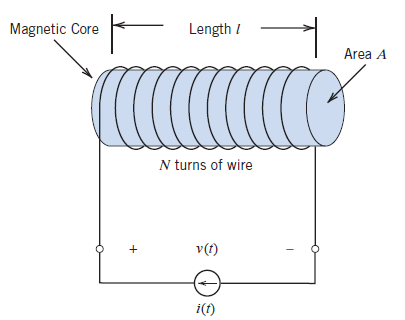 Magnetic Core
Length l
Area A
N turns of wire
+ v(t) –
i(t)